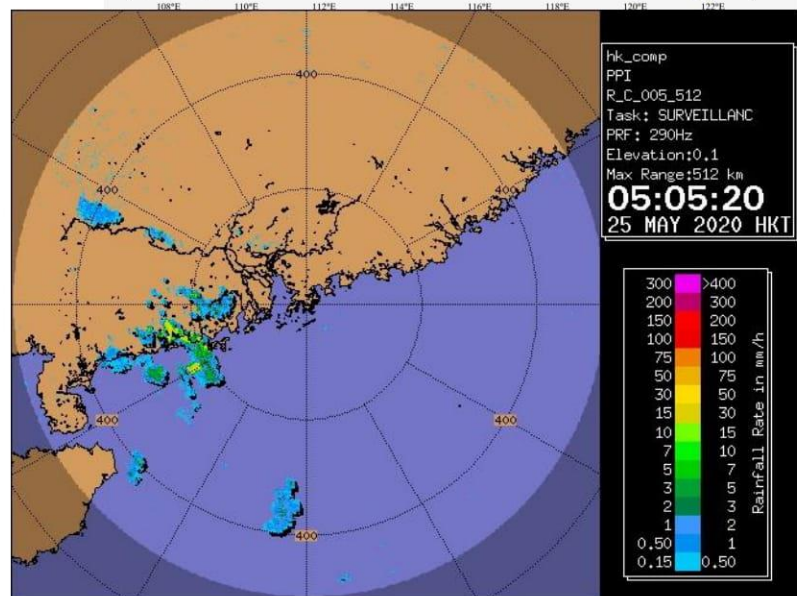 108°E 110°E 112°E 114°E 116°E 118°E 120°E 122°E
hk_comp
PPI
R_C_005_512
Task: SURVEILLANC
PRF: 290Hz
Elevation:0.1
Max Range:512 km
05:05:20
25 MAY 2020 HKT
400
400
400
400
400
400
300 >400
200 300
150 200
100 150
75 100
50 75
30 50
15 30
10 15
7 10
5 7
3 5
2 3
1 2
0.50 1
0.15 0.50
Rainfall Rate in mm/h